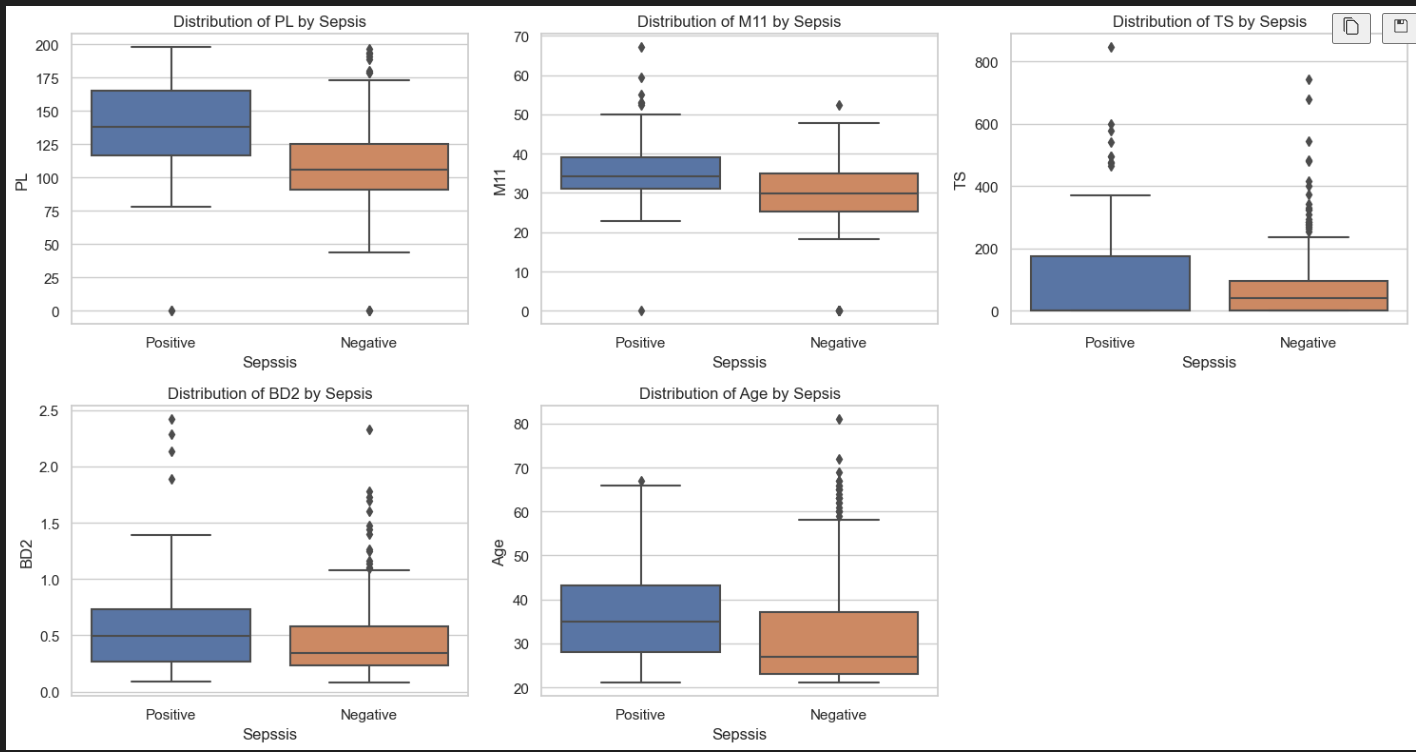 Distribution of PL by Sepsis
PL
200
175
150
125
100
75
50
25
0
Positive
Negative
Sepssis
Distribution of M11 by Sepsis
M11
70
60
50
40
30
20
10
0
Positive
Negative
Sepssis
Distribution of TS by Sepsis
TS
800
600
400
200
0
Positive
Negative
Sepssis
Distribution of BD2 by Sepsis
BD2
2.5
2.0
1.5
1.0
0.5
0.0
Positive
Negative
Sepssis
Distribution of Age by Sepsis
Age
80
70
60
50
40
30
20
Positive
Negative
Sepssis